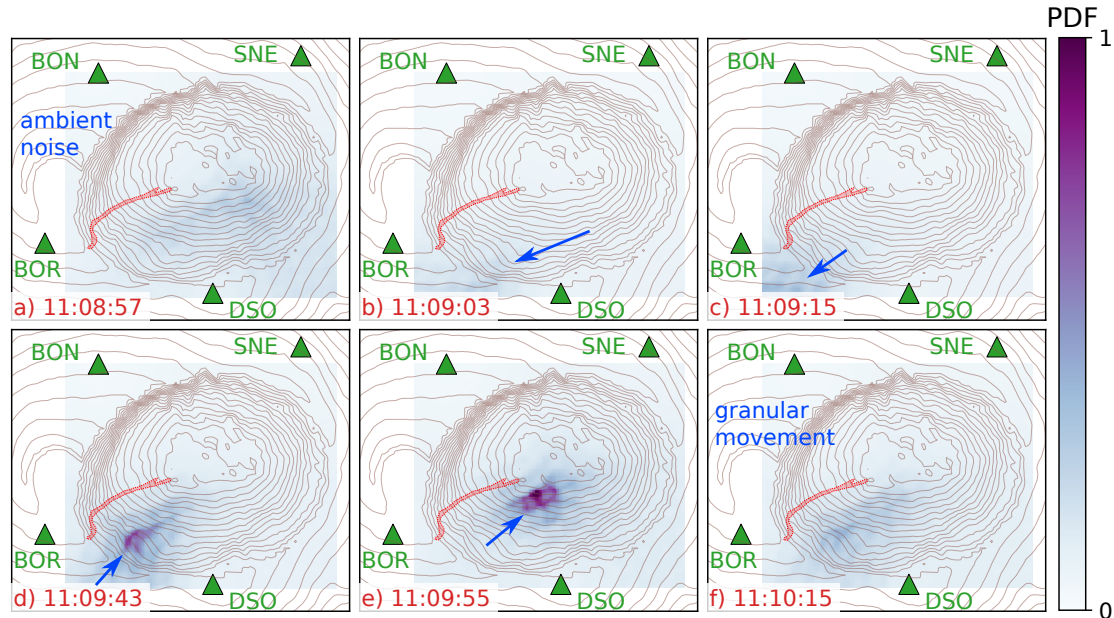 PDF
1
BON
SNE
ambient
noise
BOR
DSO
a) 11:08:57
BON
SNE
BOR
DSO
b) 11:09:03
BON
SNE
BOR
DSO
c) 11:09:15
BON
SNE
BOR
DSO
d) 11:09:43
BON
SNE
BOR
DSO
e) 11:09:55
BON
SNE
granular
movement
BOR
DSO
f) 11:10:15
0